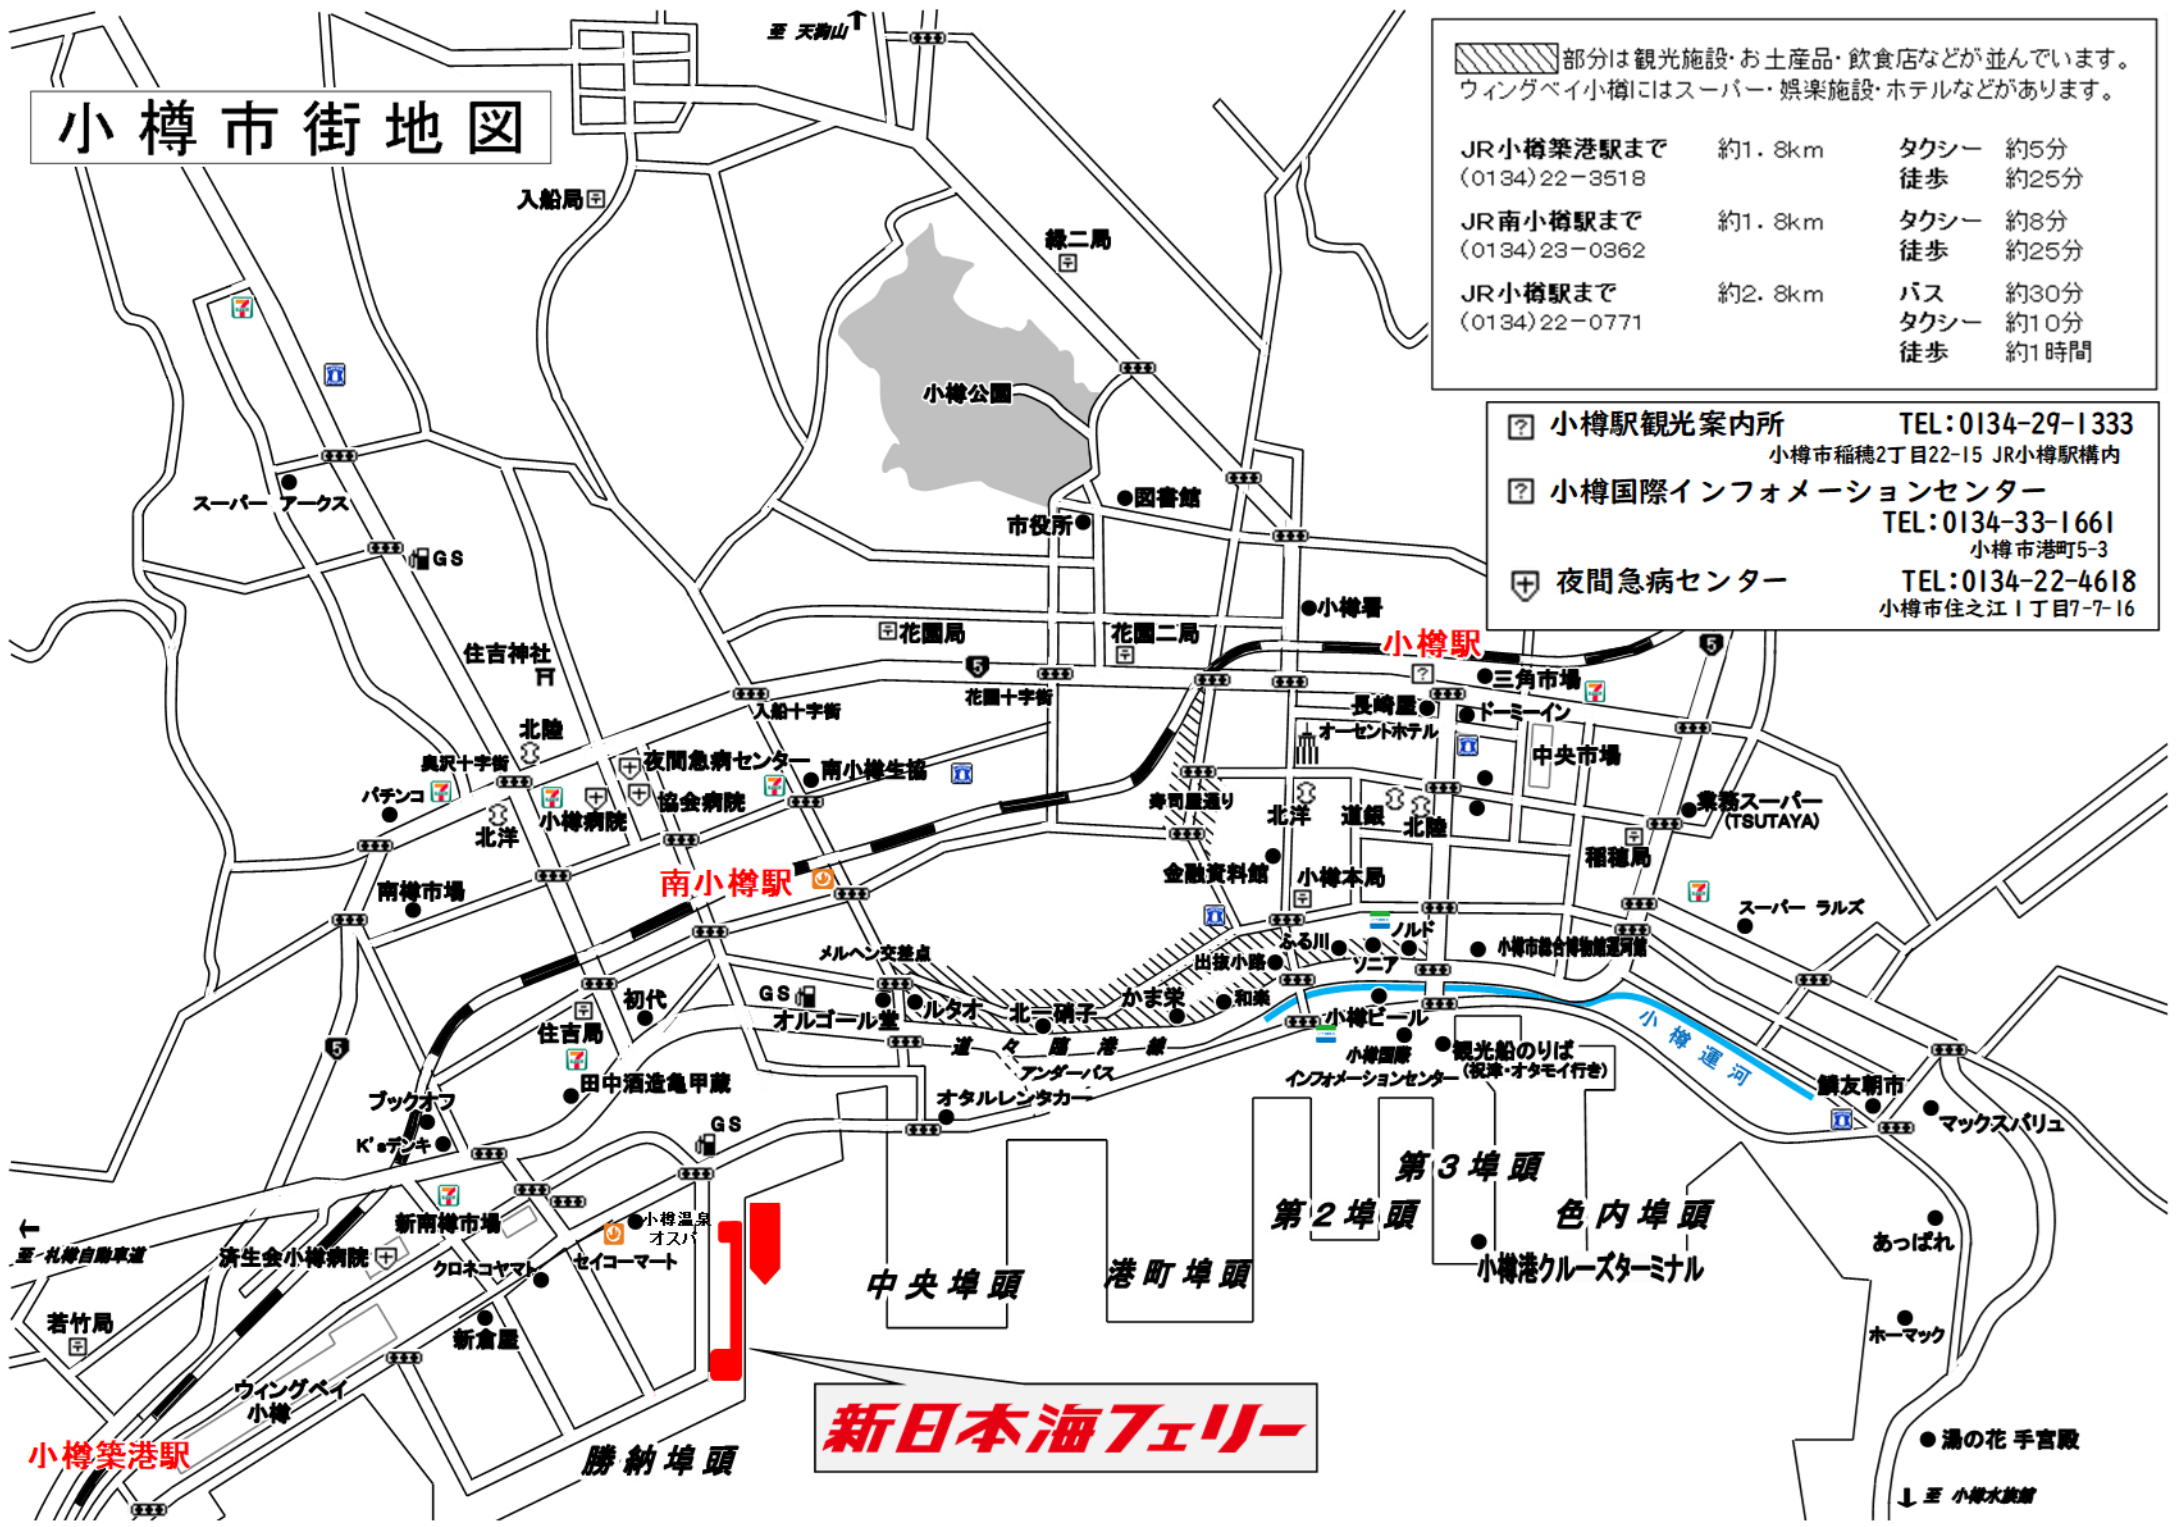 至 天狗山
小樽市街地図
部分は観光施設・お土産品・飲食店などが並んでいます。
ウィングベイ小樽にはスーパー・娯楽施設・ホテルなどがあります。
JR小樽築港駅まで 約1.8km タクシー 約5分
(0134)22-3518 徒歩 約25分
JR南小樽駅まで 約1.8km タクシー 約8分
(0134)23-0362 徒歩 約25分
JR小樽駅まで 約2.8km バス 約30分
(0134)22-0771 タクシー 約10分
徒歩 約1時間
小樽駅観光案内所 TEL:0134-29-1333
小樽市稲穂2丁目22-15 JR小樽駅構内
小樽国際インフォメーションセンター
TEL:0134-33-1661
小樽市港町5-3
夜間急病センター TEL:0134-22-4618
小樽市住之江1丁目7-7-16
入船局
緑二局
小樽公園
図書館
市役所
スーパー アークス
GS
小樽署
花園局
花園二局
小樽駅
5
5
住吉神社
三角市場
花園十字街
入船十字街
長崎屋
ドーミーイン
北陸
オーセントホテル
中央市場
奥沢十字街
夜間急病センター
南小樽生協
パチンコ
協会病院
寿司屋通り
小樽病院
北洋
北洋
道銀
北陸
業務スーパー
(TSUTAYA)
稲穂局
金融資料館
小樽本局
南小樽駅
南樽市場
スーパー ラルズ
メルヘン交差点
ふる川
ノルド
小樽市総合博物館運河館
出抜小路
ソニア
GS
初代
かま栄
和楽
ルタオ
北一硝子
オルゴール堂
小樽ビール
住吉局
道々臨港線
小樽運河
5
小樽国際
インフォメーションセンター
観光船のりば
(祝津・オタモイ行き)
アンダーパス
田中酒造亀甲蔵
オタルレンタカー
鱗友朝市
マックスバリュ
ブックオフ
K'sデンキ
GS
第3埠頭
第2埠頭
色内埠頭
新南樽市場
小樽温泉
オスパ
至 札樽自動車道
済生会小樽病院
クロネコヤマト
セイコーマート
あっぱれ
中央埠頭
港町埠頭
小樽港クルーズターミナル
若竹局
新倉屋
ホーマック
ウィングベイ
小樽
新日本海フェリー
小樽築港駅
勝納埠頭
湯の花 手宮殿
至 小樽水族館